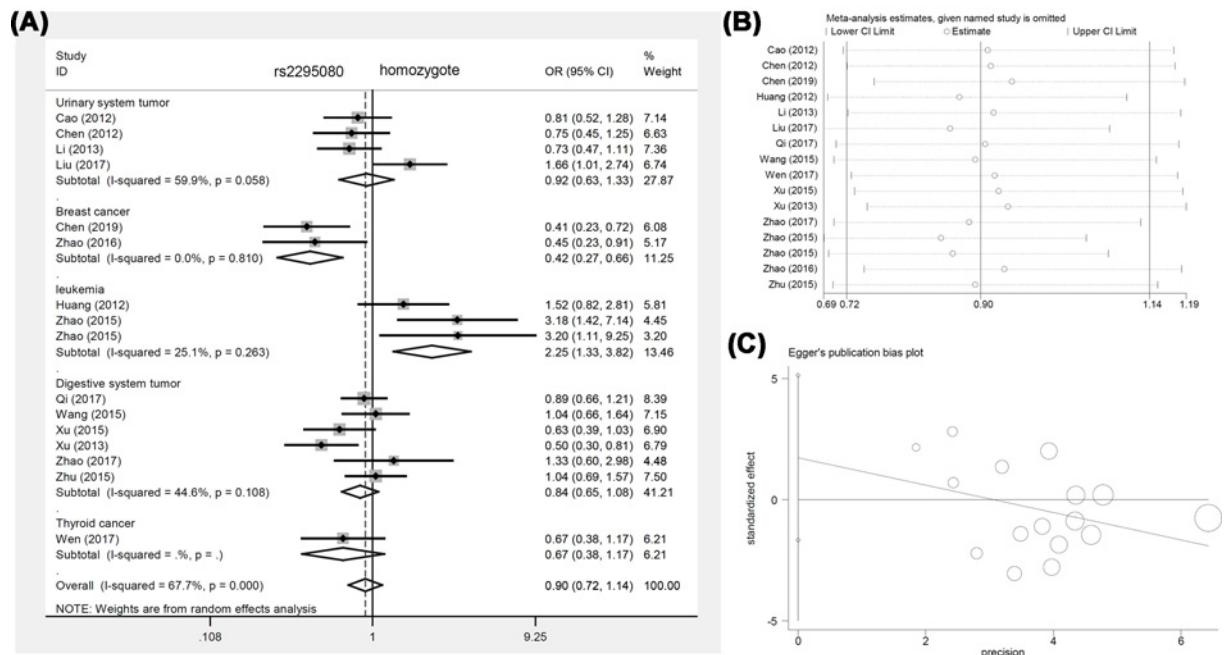 (A)
Study
ID
rs2295080
homozygote
OR (95% CI)
%
Weight
Urinary system tumor
Cao (2012) 0.81 (0.52, 1.28) 7.14
Chen (2012) 0.75 (0.45, 1.25) 6.63
Li (2013) 0.73 (0.47, 1.11) 7.36
Liu (2017) 1.66 (1.01, 2.74) 6.74
Subtotal (I-squared = 59.9%, p = 0.058) 0.92 (0.63, 1.33) 27.87
.
Breast cancer
Chen (2019) 0.41 (0.23, 0.72) 6.08
Zhao (2016) 0.45 (0.23, 0.91) 5.17
Subtotal (I-squared = 0.0%, p = 0.810) 0.42 (0.27, 0.66) 11.25
.
leukemia
Huang (2012) 1.52 (0.82, 2.81) 5.81
Zhao (2015) 3.18 (1.42, 7.14) 4.45
Zhao (2015) 3.20 (1.11, 9.25) 3.20
Subtotal (I-squared = 25.1%, p = 0.263) 2.25 (1.33, 3.82) 13.46
.
Digestive system tumor
Qi (2017) 0.89 (0.66, 1.21) 8.39
Wang (2015) 1.04 (0.66, 1.64) 7.15
Xu (2015) 0.63 (0.39, 1.03) 6.90
Xu (2013) 0.50 (0.30, 0.81) 6.79
Zhao (2017) 1.33 (0.60, 2.98) 4.48
Zhu (2015) 1.04 (0.69, 1.57) 7.50
Subtotal (I-squared = 44.6%, p = 0.108) 0.84 (0.65, 1.08) 41.21
.
Thyroid cancer
Wen (2017) 0.67 (0.38, 1.17) 6.21
Subtotal (I-squared = .%, p = .) 0.67 (0.38, 1.17) 6.21
.
Overall (I-squared = 67.7%, p = 0.000) 0.90 (0.72, 1.14) 100.00
NOTE: Weights are from random effects analysis
.108 1 9.25
(B)
Meta-analysis estimates, given named study is omitted
Lower CI Limit Estimate Upper CI Limit
Cao (2012)
Chen (2012)
Chen (2019)
Huang (2012)
Li (2013)
Liu (2017)
Qi (2017)
Wang (2015)
Wen (2017)
Xu (2015)
Xu (2013)
Zhao (2017)
Zhao (2015)
Zhao (2015)
Zhao (2016)
Zhu (2015)
0.69 0.72 0.90 1.14 1.19
(C)
Egger's publication bias plot
standardized effect
5
0
-5
0 2 4 6
precision